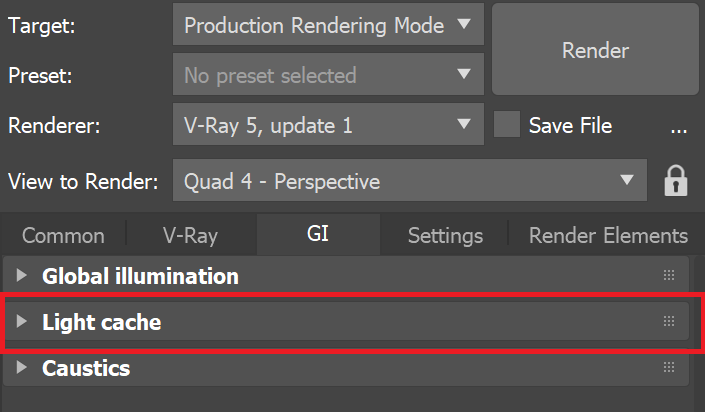 Target: Production Rendering Mode
Render
Preset: No preset selected
Renderer: V-Ray 5, update 1 Save File ...
View to Render: Quad 4 - Perspective
Common V-Ray GI Settings Render Elements
Global illumination
Light cache
Caustics